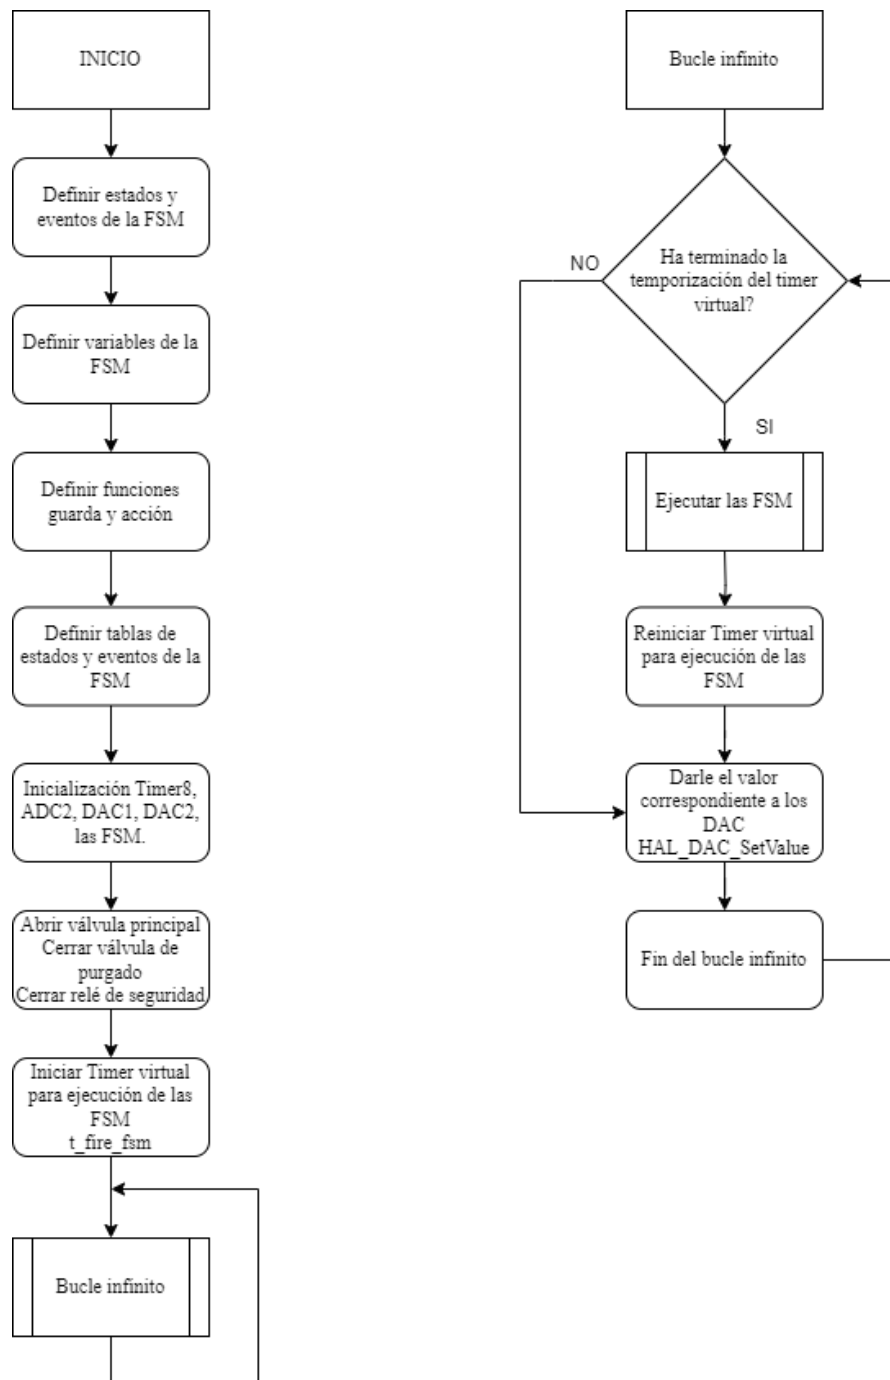 INICIO
Definir estados y
eventos de la FSM
Definir variables de la
FSM
Definir funciones
guarda y acción
Definir tablas de
estados y eventos de la
FSM
Inicialización Timer8,
ADC2, DAC1, DAC2,
las FSM.
Abrir válvula principal
Cerrar válvula de
purgado
Cerrar relé de seguridad
Iniciar Timer virtual
para ejecución de las
FSM
t_fire_fsm
Bucle infinito
Bucle infinito
Ha terminado la
temporización del timer
virtual?
NO
SI
Ejecutar las FSM
Reiniciar Timer virtual
para ejecución de las
FSM
Darle el valor
correspondiente a los
DAC
HAL_DAC_SetValue
Fin del bucle infinito